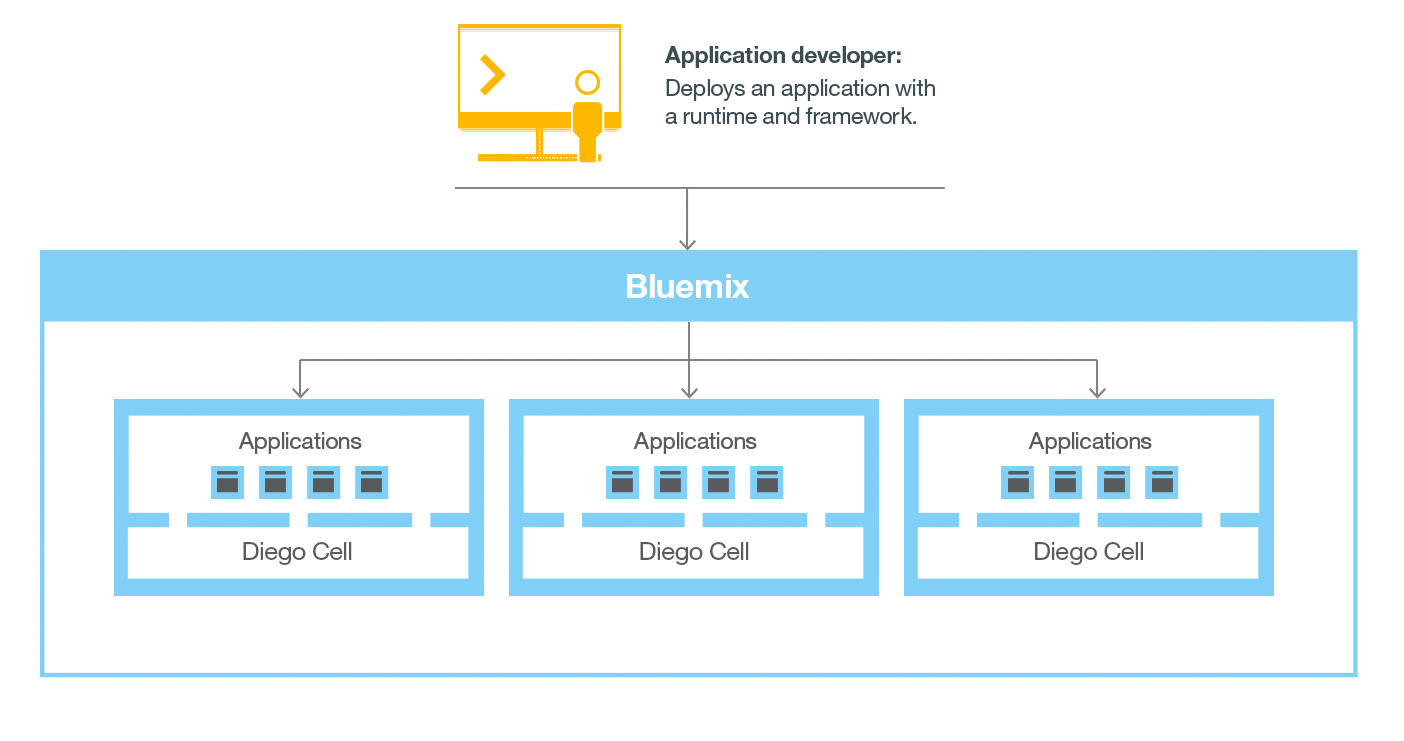 Application developer:
Deploys an application with
a runtime and framework.
Bluemix
Applications
Applications
Applications
Diego Cell
Diego Cell
Diego Cell